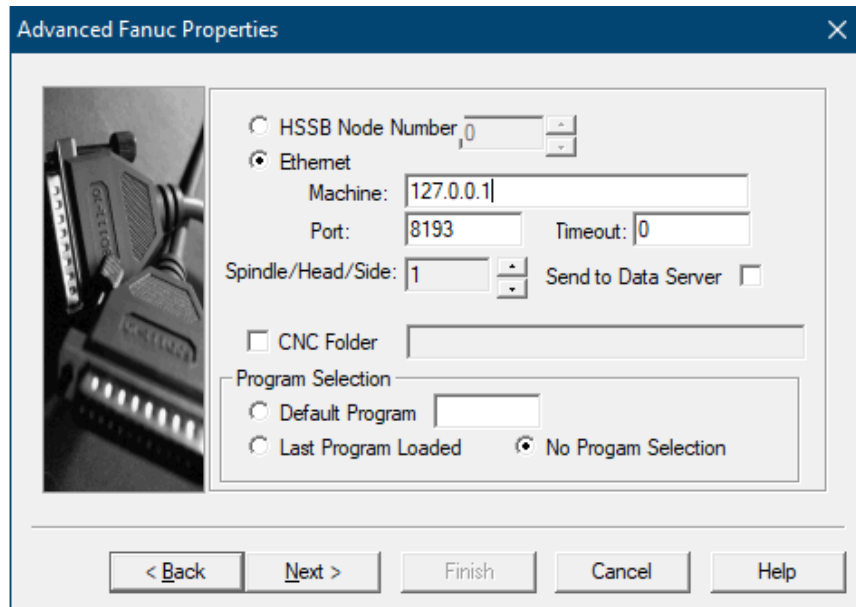 Advanced Fanuc Properties
HSSB Node Number 0
Ethernet
Machine: 127.0.0.1
Port: 8193 Timeout: 0
Spindle/Head/Side: 1 Send to Data Server
CNC Folder
Program Selection
Default Program
Last Program Loaded No Progam Selection
< Back Next > Finish Cancel Help